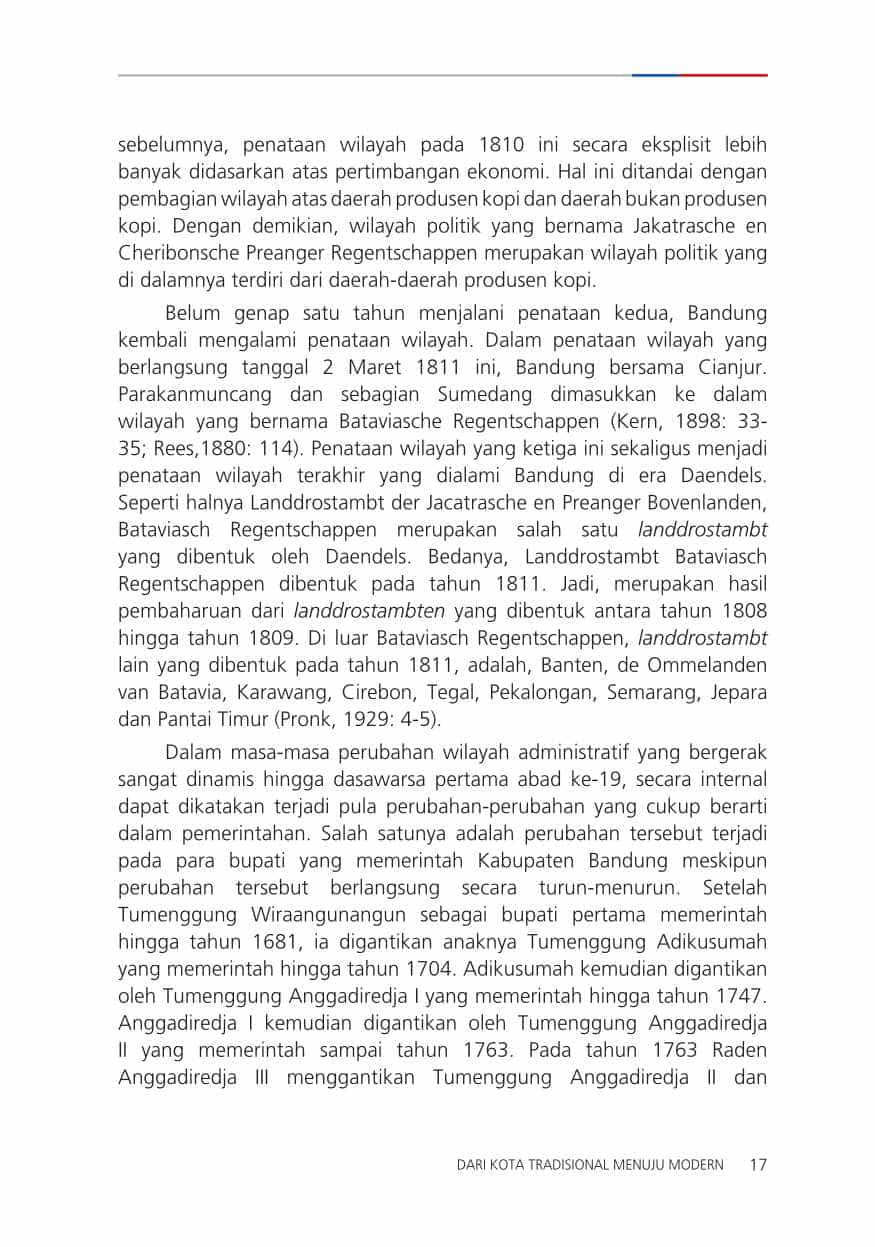 sebelumnya, penataan wilayah pada 1810 ini secara eksplisit lebih
banyak didasarkan atas pertimbangan ekonomi. Hal ini ditandai dengan
pembagian wilayah atas daerah produsen kopi dan daerah bukan produsen
kopi. Dengan demikian, wilayah politik yang bernama Jakatrasche en
Cheribonsche Preanger Regentschappen merupakan wilayah politik yang
di dalamnya terdiri dari daerah-daerah produsen kopi.
Belum genap satu tahun menjalani penataan kedua, Bandung
kembali mengalami penataan wilayah. Dalam penataan wilayah yang
berlangsung tanggal 2 Maret 1811 ini, Bandung bersama Cianjur.
Parakanmuncang dan sebagian Sumedang dimasukkan ke dalam
wilayah yang bernama Bataviasche Regentschappen (Kern, 1898: 33-
35; Rees,1880: 114). Penataan wilayah yang ketiga ini sekaligus menjadi
penataan wilayah terakhir yang dialami Bandung di era Daendels.
Seperti halnya Landdrostambt der Jacatrasche en Preanger Bovenlanden,
Bataviasch Regentschappen merupakan salah satu landdrostambt
yang dibentuk oleh Daendels. Bedanya, Landdrostambt Bataviasch
Regentschappen dibentuk pada tahun 1811. Jadi, merupakan hasil
pembaharuan dari landdrostambten yang dibentuk antara tahun 1808
hingga tahun 1809. Di luar Bataviasch Regentschappen, landdrostambt
lain yang dibentuk pada tahun 1811, adalah, Banten, de Ommelanden
van Batavia, Karawang, Cirebon, Tegal, Pekalongan, Semarang, Jepara
dan Pantai Timur (Pronk, 1929: 4-5).
Dalam masa-masa perubahan wilayah administratif yang bergerak
sangat dinamis hingga dasawarsa pertama abad ke-19, secara internal
dapat dikatakan terjadi pula perubahan-perubahan yang cukup berarti
dalam pemerintahan. Salah satunya adalah perubahan tersebut terjadi
pada para bupati yang memerintah Kabupaten Bandung meskipun
perubahan tersebut berlangsung secara turun-menurun. Setelah
Tumenggung Wiraangunangun sebagai bupati pertama memerintah
hingga tahun 1681, ia digantikan anaknya Tumenggung Adikusumah
yang memerintah hingga tahun 1704. Adikusumah kemudian digantikan
oleh Tumenggung Anggadiredja I yang memerintah hingga tahun 1747.
Anggadiredja I kemudian digantikan oleh Tumenggung Anggadiredja
II yang memerintah sampai tahun 1763. Pada tahun 1763 Raden
Anggadiredja III menggantikan Tumenggung Anggadiredja II dan
DARI KOTA TRADISIONAL MENUJU MODERN 17